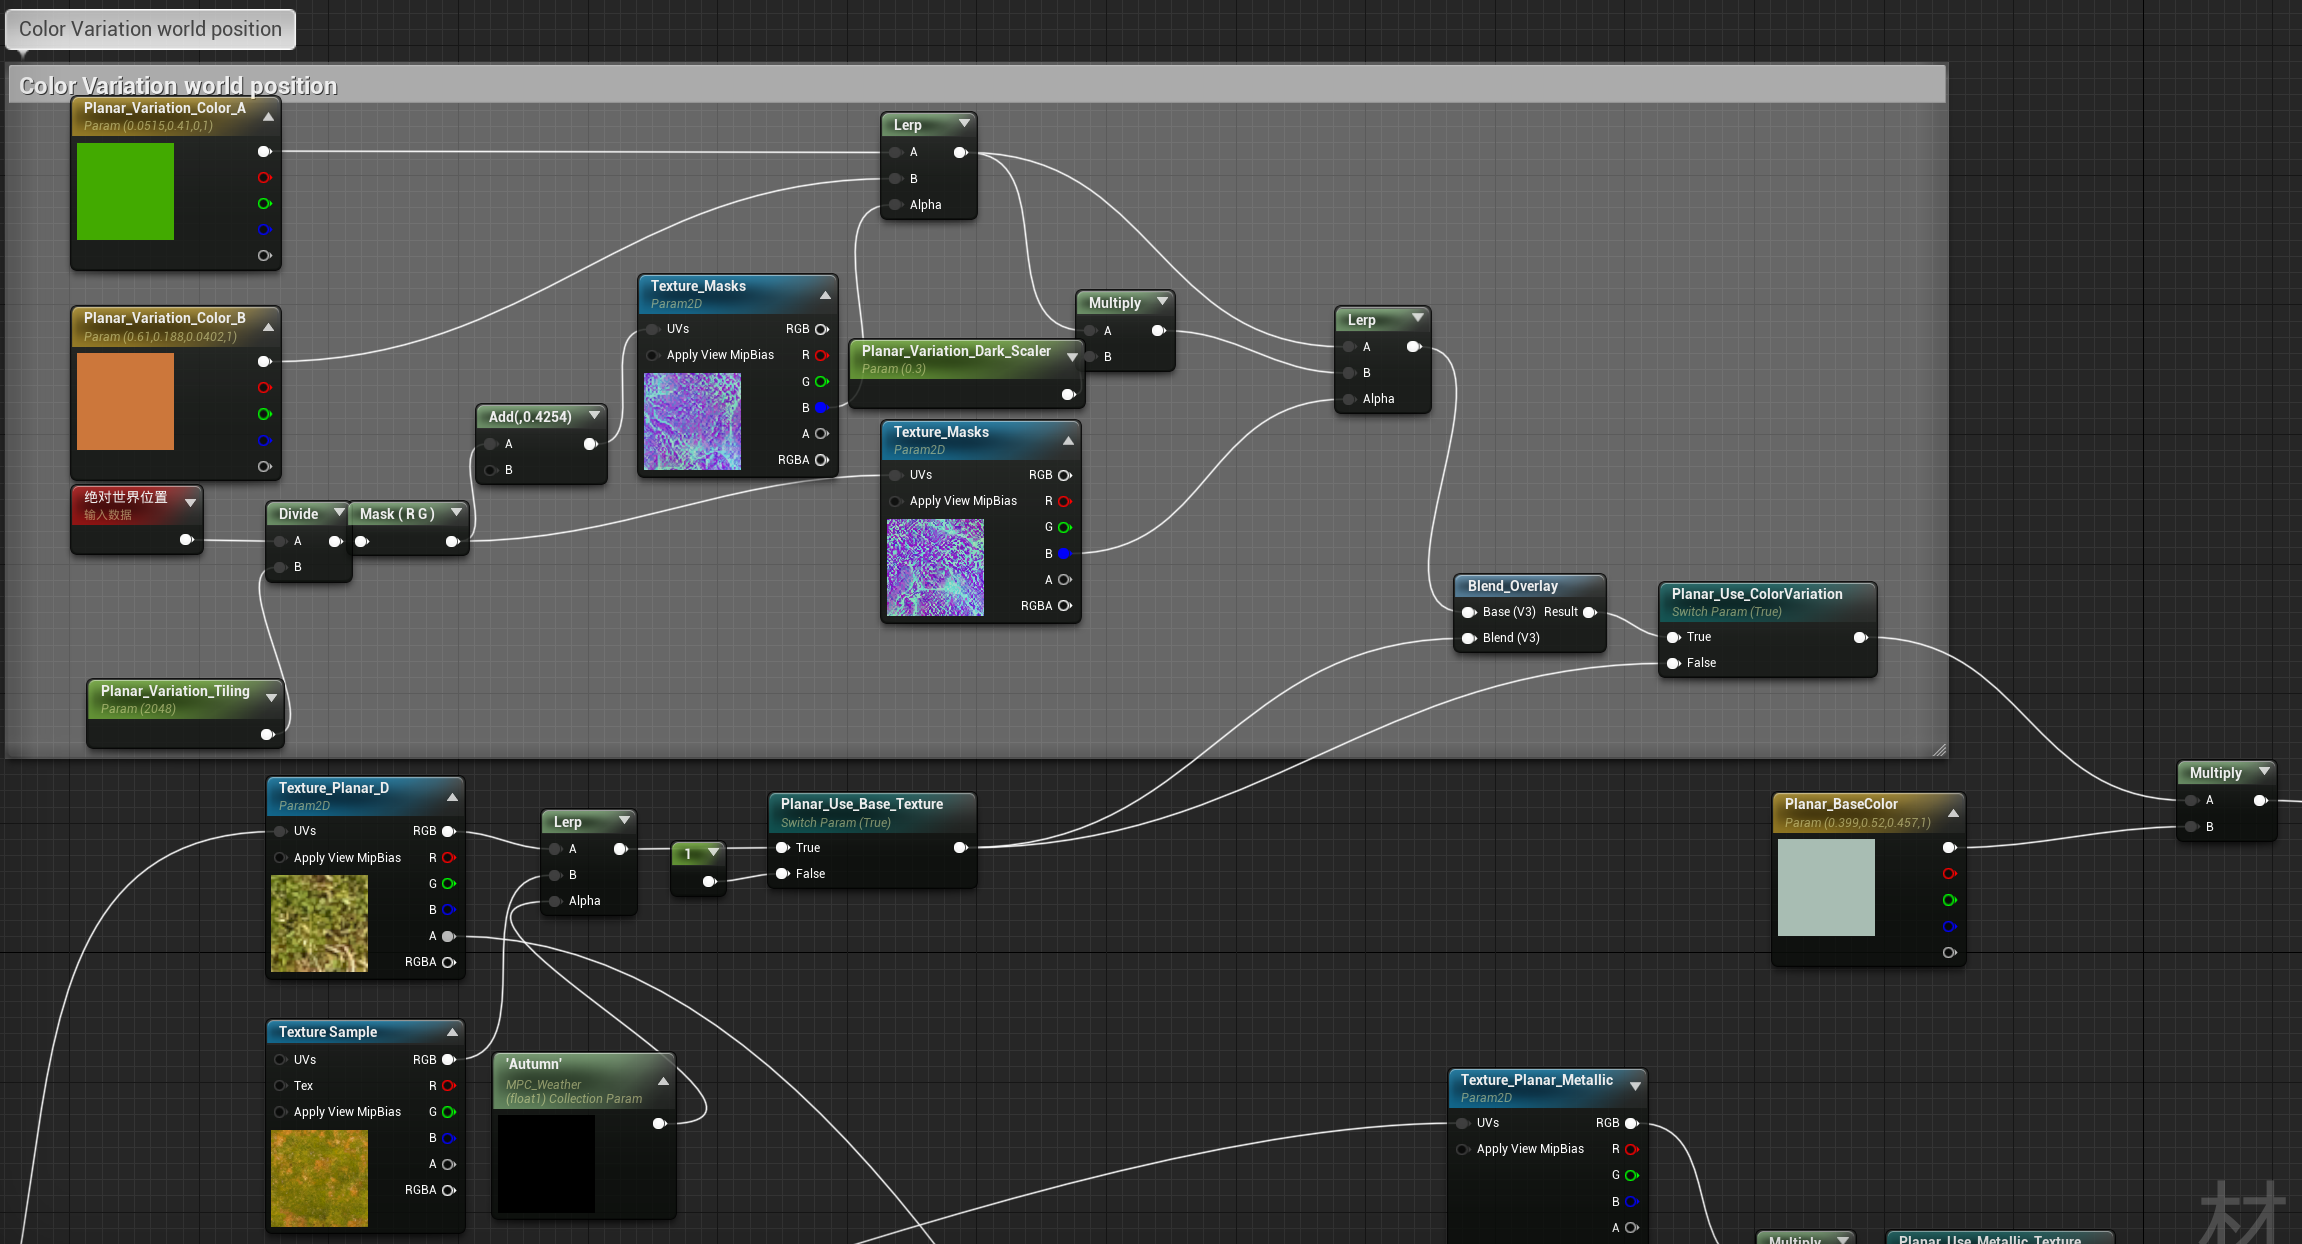 Color Variation world position
Color Variation world position
Planar_Variation_Color_A
Param (0.0515,0.41,0,1)
Lerp
A
B
Alpha
Planar_Variation_Color_B
Param (0.61,0.188,0.0402,1)
Texture_Masks
Param2D
UVs RGB
Apply View MipBias R
G
B
A
RGBA
Multiply
A
B
Planar_Variation_Dark_Scaler
Param (0.3)
Lerp
A
B
Alpha
Add(,0.4254)
A
B
Texture_Masks
Param2D
UVs RGB
Apply View MipBias R
G
B
A
RGBA
绝对世界位置
输入数据
Divide
A
B
Mask ( R G )
Blend_Overlay
Base (V3) Result
Blend (V3)
Planar_Use_ColorVariation
Switch Param (True)
True
False
Planar_Variation_Tiling
Param (2048)
Texture_Planar_D
Param2D
UVs RGB
Apply View MipBias R
G
B
A
RGBA
Lerp
A
B
Alpha
1
Planar_Use_Base_Texture
Switch Param (True)
True
False
Planar_BaseColor
Param (0.399,0.52,0.457,1)
Multiply
A
B
Texture Sample
UVs RGB
Tex R
Apply View MipBias G
B
A
RGBA
'Autumn'
MPC_Weather
(float1) Collection Param
Texture_Planar_Metallic
Param2D
UVs RGB
Apply View MipBias R
G
B
A
Multiply
Planar_Use_Metallic_Texture
材